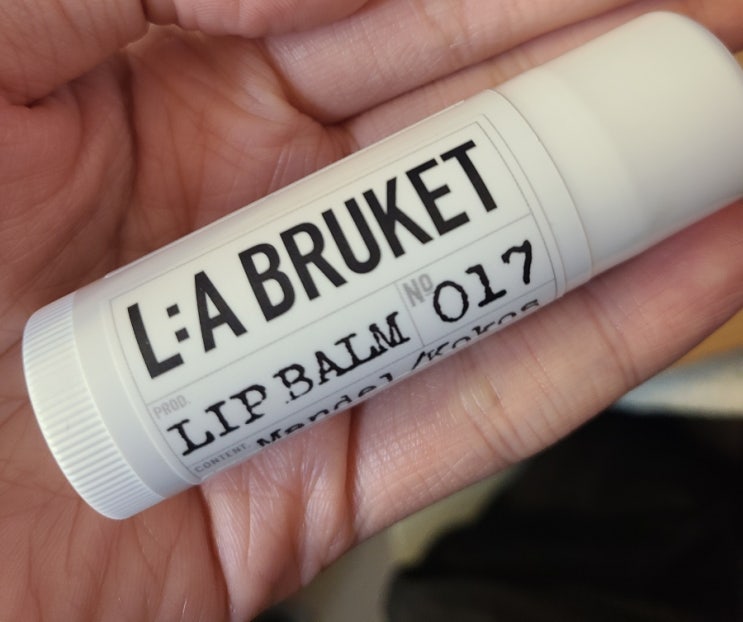 L:A BRUKET
PROD. LIP BALM No 017
CONTENT. Mandel/Kokos